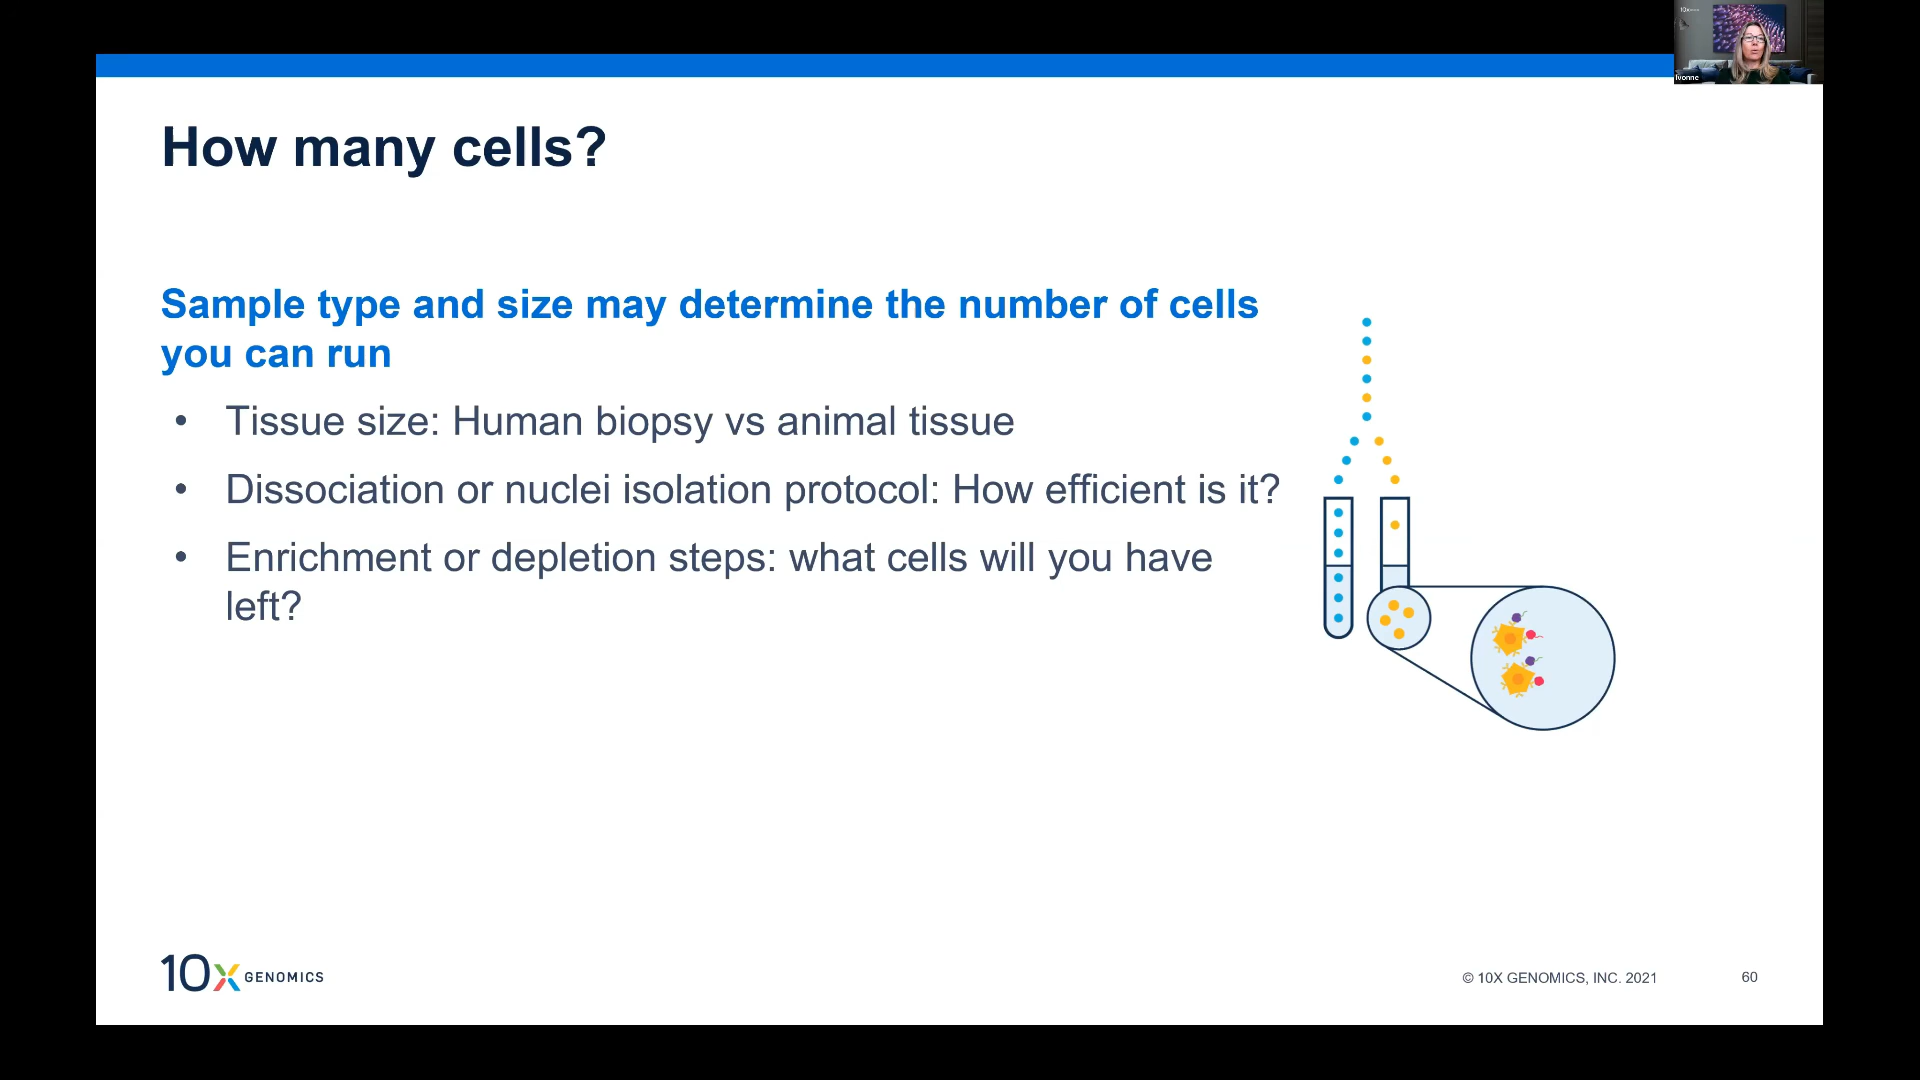 10x
Ivonne
How many cells?
Sample type and size may determine the number of cells
you can run
• Tissue size: Human biopsy vs animal tissue
• Dissociation or nuclei isolation protocol: How efficient is it?
• Enrichment or depletion steps: what cells will you have
left?
10x GENOMICS
© 10X GENOMICS, INC. 2021
60